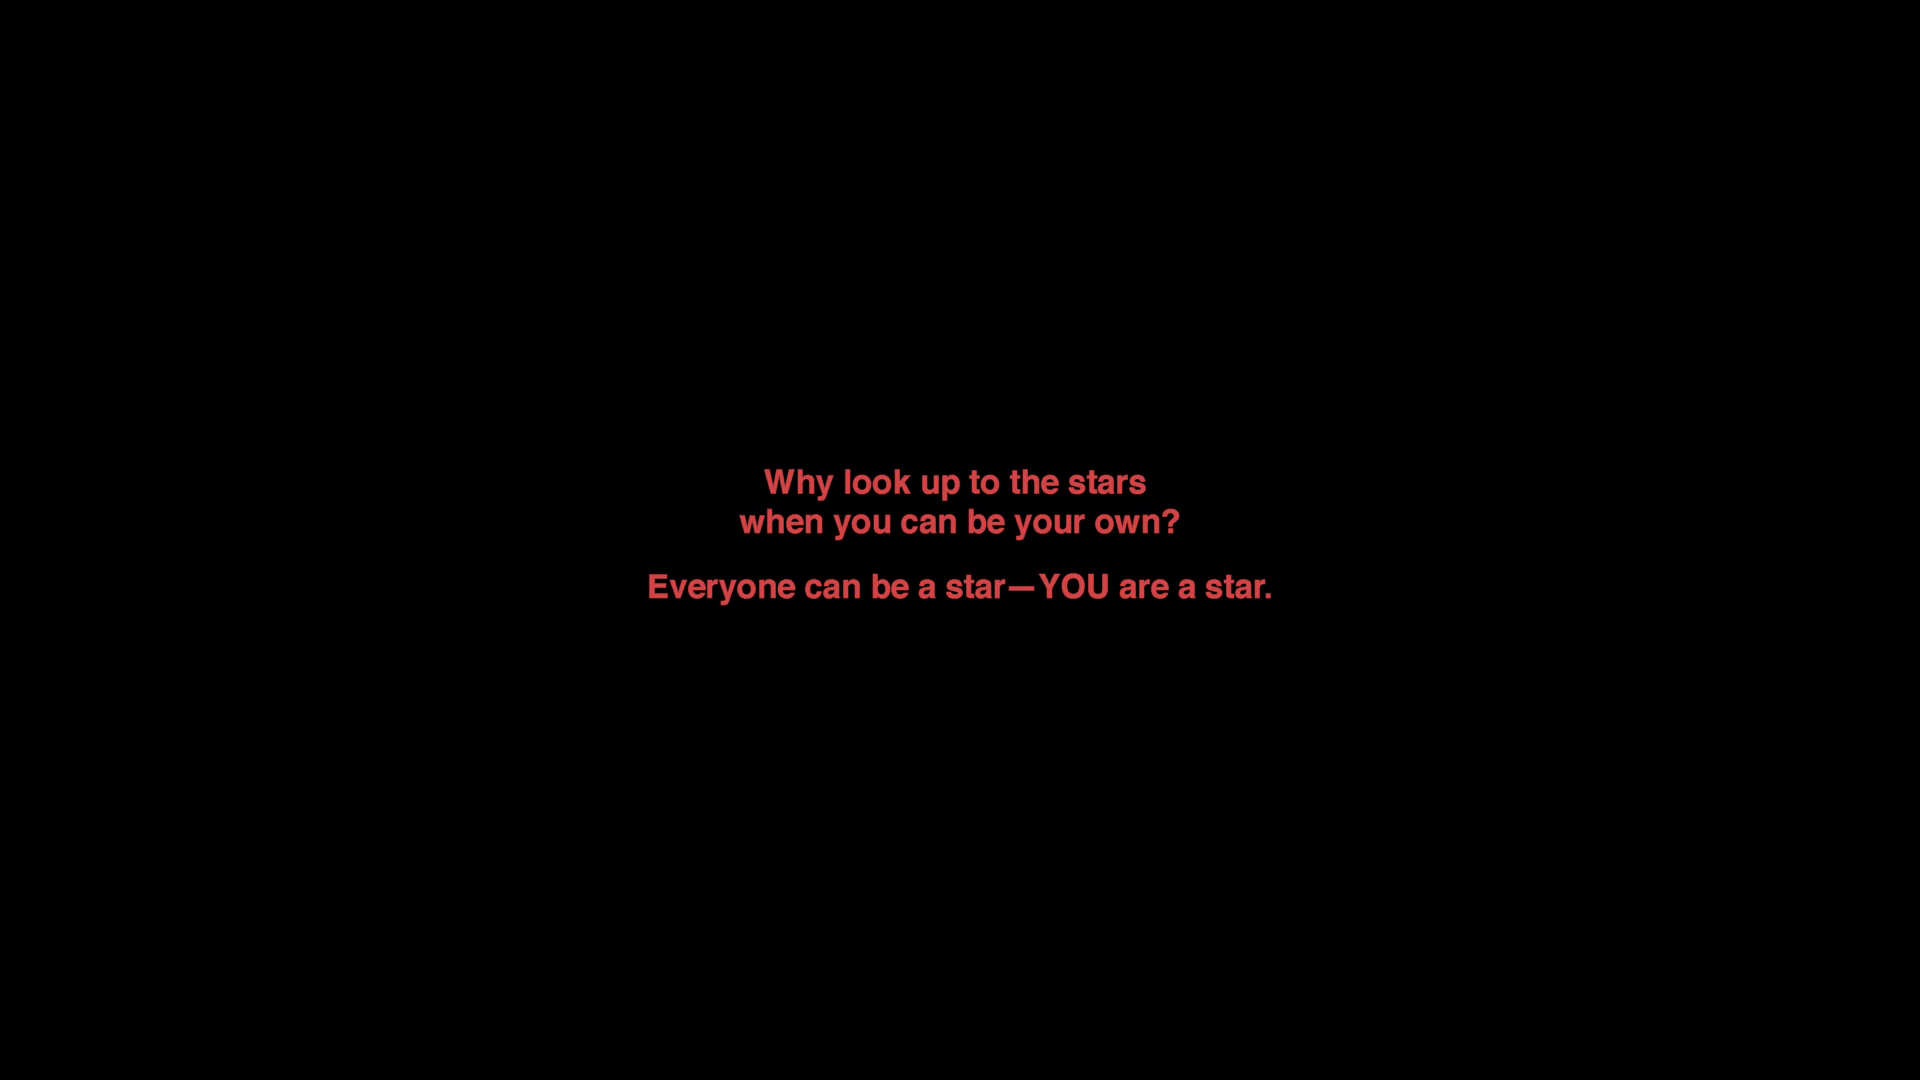 Why look up to the stars
when you can be your own?
Everyone can be a star—YOU are a star.